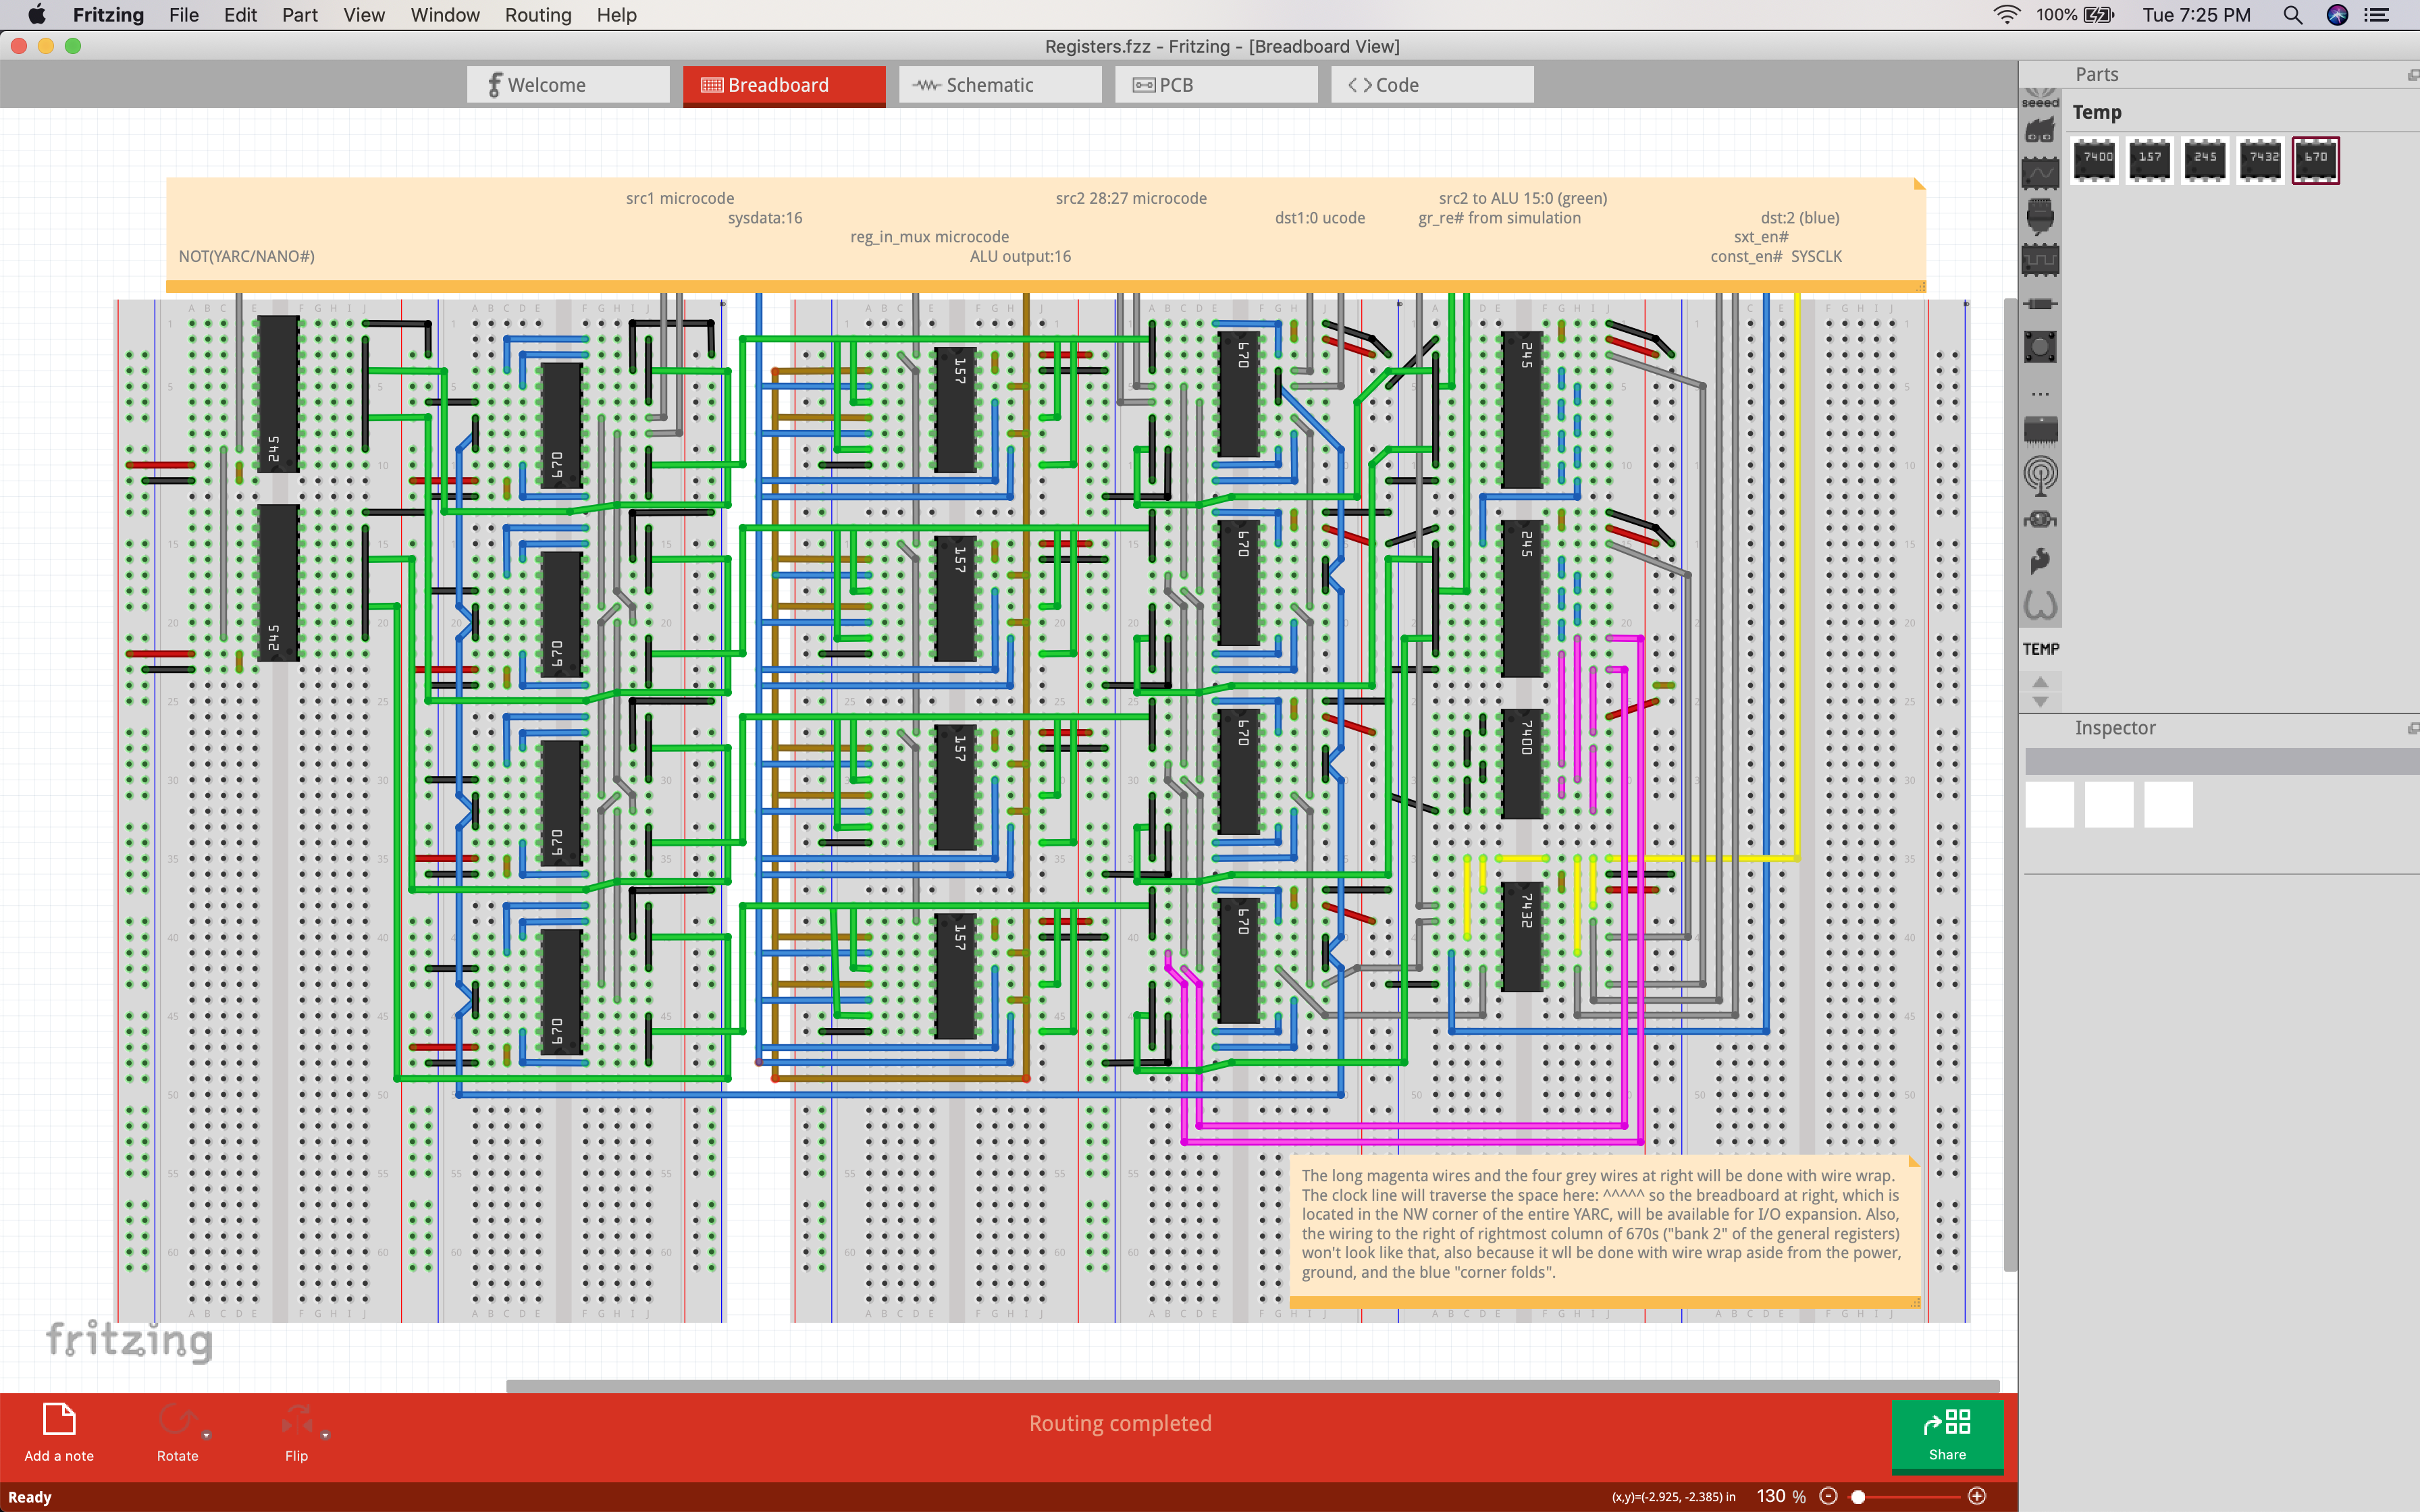 Fritzing File Edit Part View Window Routing Help 100% Tue 7:25 PM
Registers.fzz - Fritzing - [Breadboard View]
Welcome Breadboard Schematic PCB Code
Parts
seeed
Temp
7400 157 245 7432 670
src1 microcode src2 28:27 microcode src2 to ALU 15:0 (green)
sysdata:16 dst1:0 ucode gr_re# from simulation dst:2 (blue)
reg_in_mux microcode sxt_en#
NOT(YARC/NANO#) ALU output:16 const_en# SYSCLK
245 670 157 670 245
245 670 157 670 245
670 157 670 7400
670 157 670 7432
TEMP
Inspector
The long magenta wires and the four grey wires at right will be done with wire wrap.
The clock line will traverse the space here: ^^^^^ so the breadboard at right, which is
located in the NW corner of the entire YARC, will be available for I/O expansion. Also,
the wiring to the right of rightmost column of 670s ("bank 2" of the general registers)
won't look like that, also because it wll be done with wire wrap aside from the power,
ground, and the blue "corner folds".
fritzing
Add a note Rotate Flip
Routing completed
Share
Ready
(x,y)=(-2.925, -2.385) in 130 %